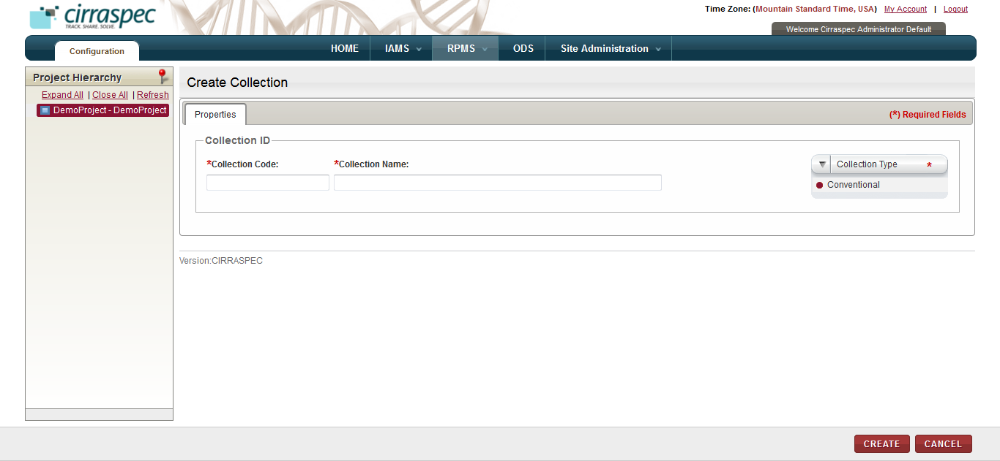 cirraspec
TRACK. SHARE. SOLVE.
Time Zone: (Mountain Standard Time, USA) My Account | Logout
Welcome Cirraspec Administrator Default
Configuration
HOME IAMS RPMS ODS Site Administration
Project Hierarchy
Expand All | Close All | Refresh
DemoProject - DemoProject
Create Collection
Properties
(*) Required Fields
Collection ID
*Collection Code: *Collection Name:
Collection Type *
Conventional
Version:CIRRASPEC
CREATE CANCEL